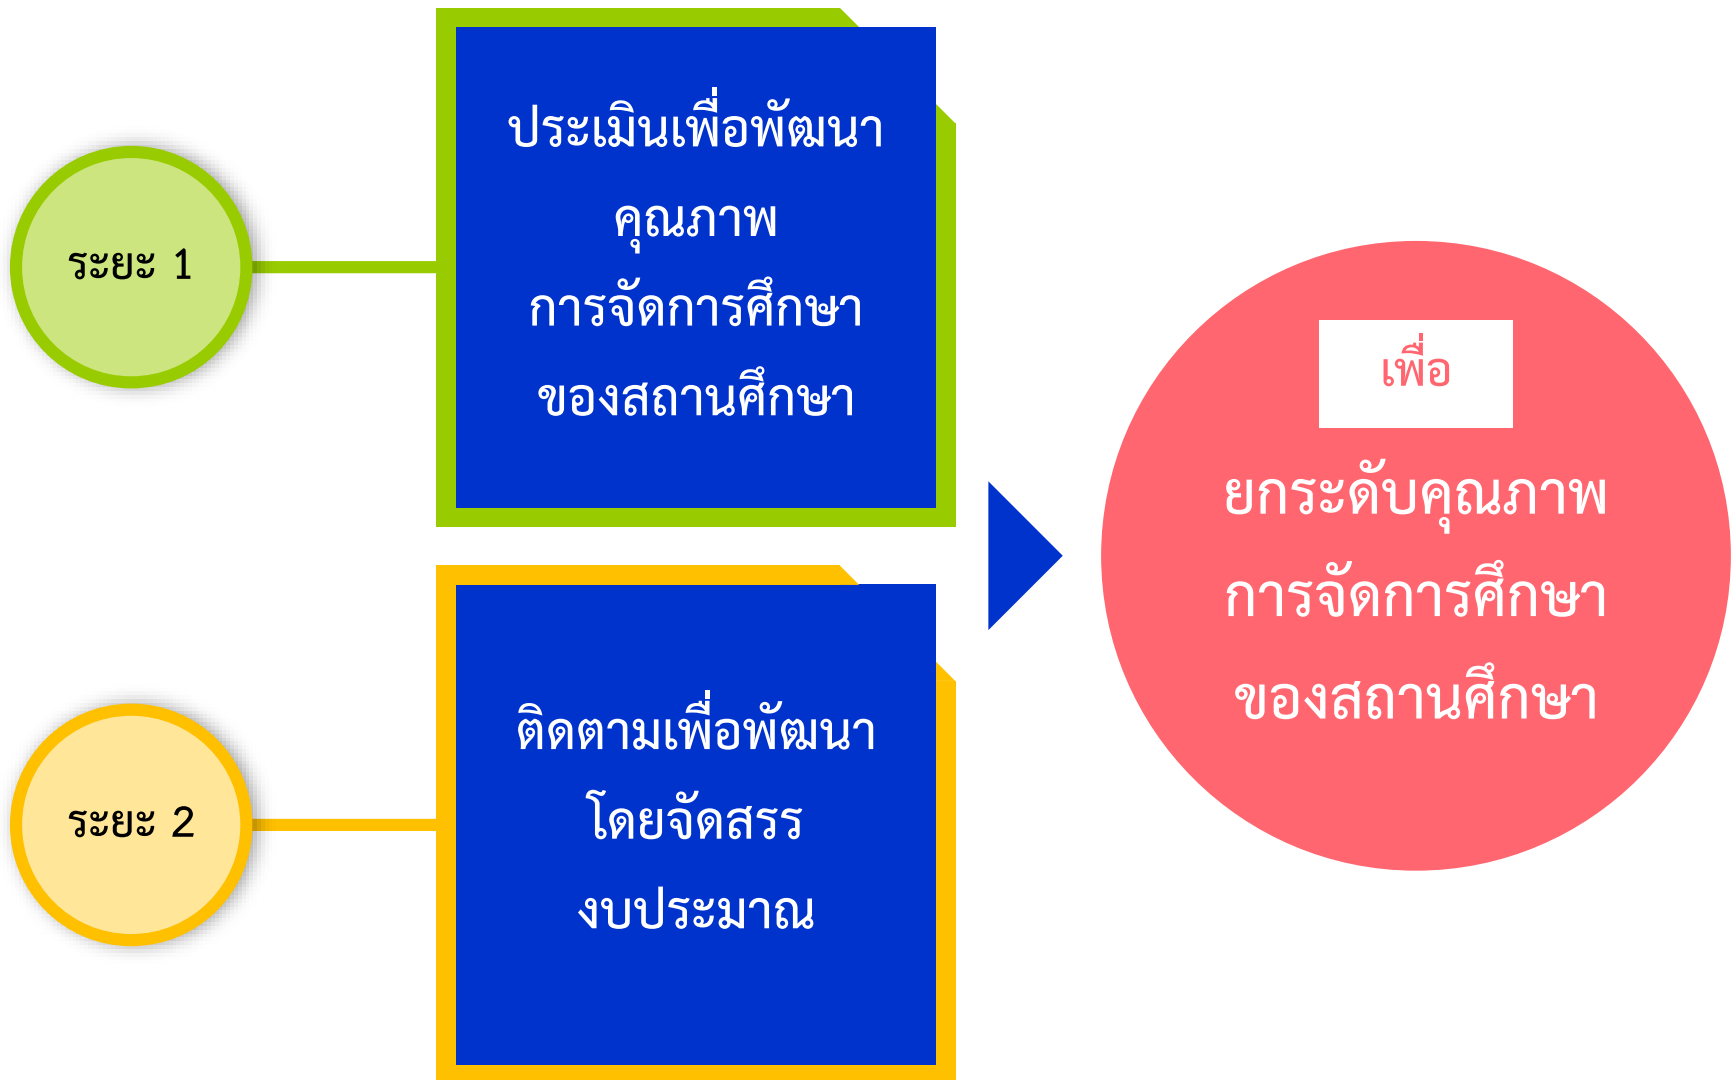 ระยะ 1
ประเมินเพื่อพัฒนา
คุณภาพ
การจัดการศึกษา
ของสถานศึกษา
ระยะ 2
ติดตามเพื่อพัฒนา
โดยจัดสรร
งบประมาณ
เพื่อ
ยกระดับคุณภาพ
การจัดการศึกษา
ของสถานศึกษา